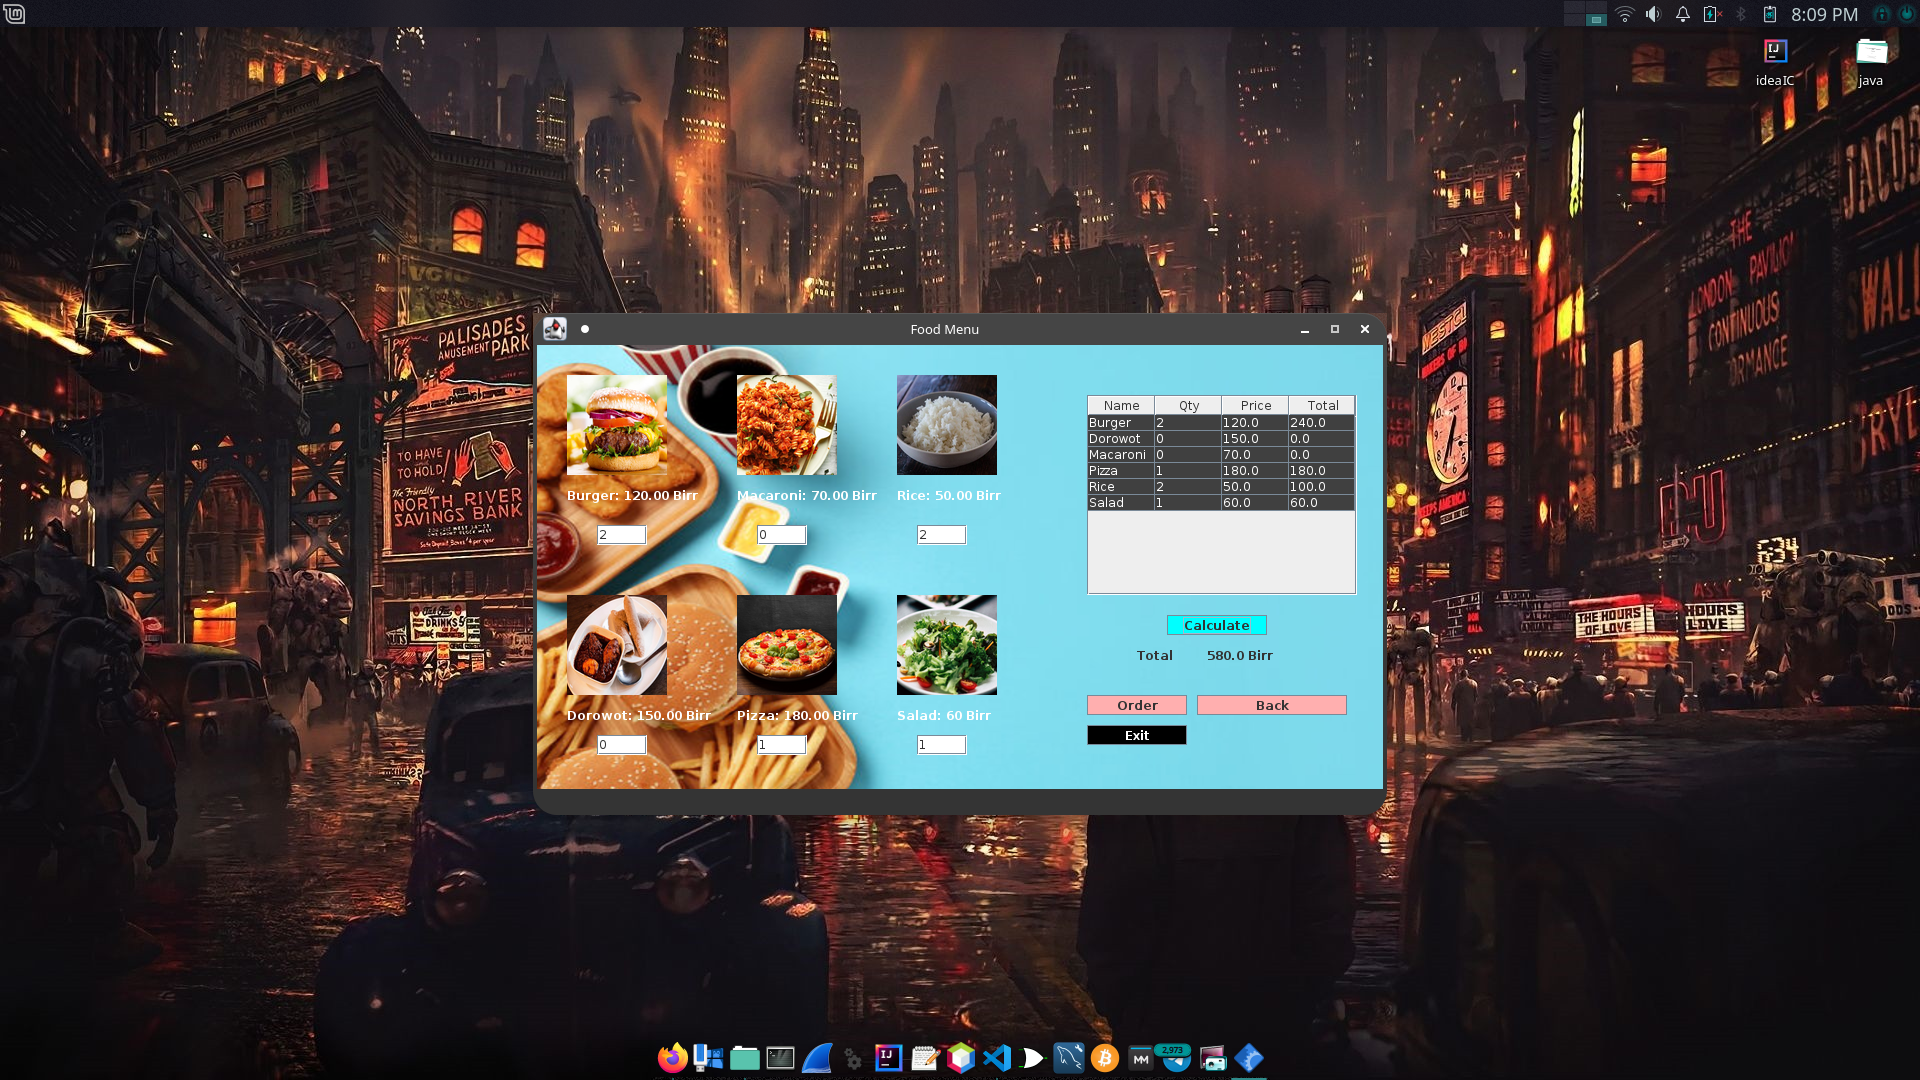 8:09 PM
ideaIC
java
THE
PALISADES
AMUSEMENT PARK
TO HAVE
TO HOLD!
The Friendly
NORTH RIVER
SAVINGS BANK
DRINKS
THE
LONDON PAVILION
CONTINUOUS
JACOBS
WALL
THE HOURS
OF LOVE
HOURS
LOVE
Food Menu
Burger: 120.00 Birr
Macaroni: 70.00 Birr
Rice: 50.00 Birr
2
0
2
Dorowot: 150.00 Birr
Pizza: 180.00 Birr
Salad: 60 Birr
0
1
1
Name Qty Price Total
Burger 2 120.0 240.0
Dorowot 0 150.0 0.0
Macaroni 0 70.0 0.0
Pizza 1 180.0 180.0
Rice 2 50.0 100.0
Salad 1 60.0 60.0
Calculate
Total 580.0 Birr
Order
Back
Exit
IJ
2,973